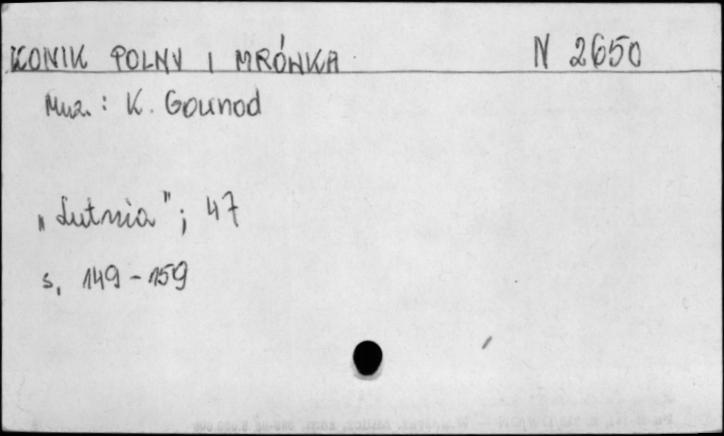 KONIK POLNY I MRÓWKA N 2650
Muz. : K. Gounod
„Lutnia" ; 47
s. 149-159